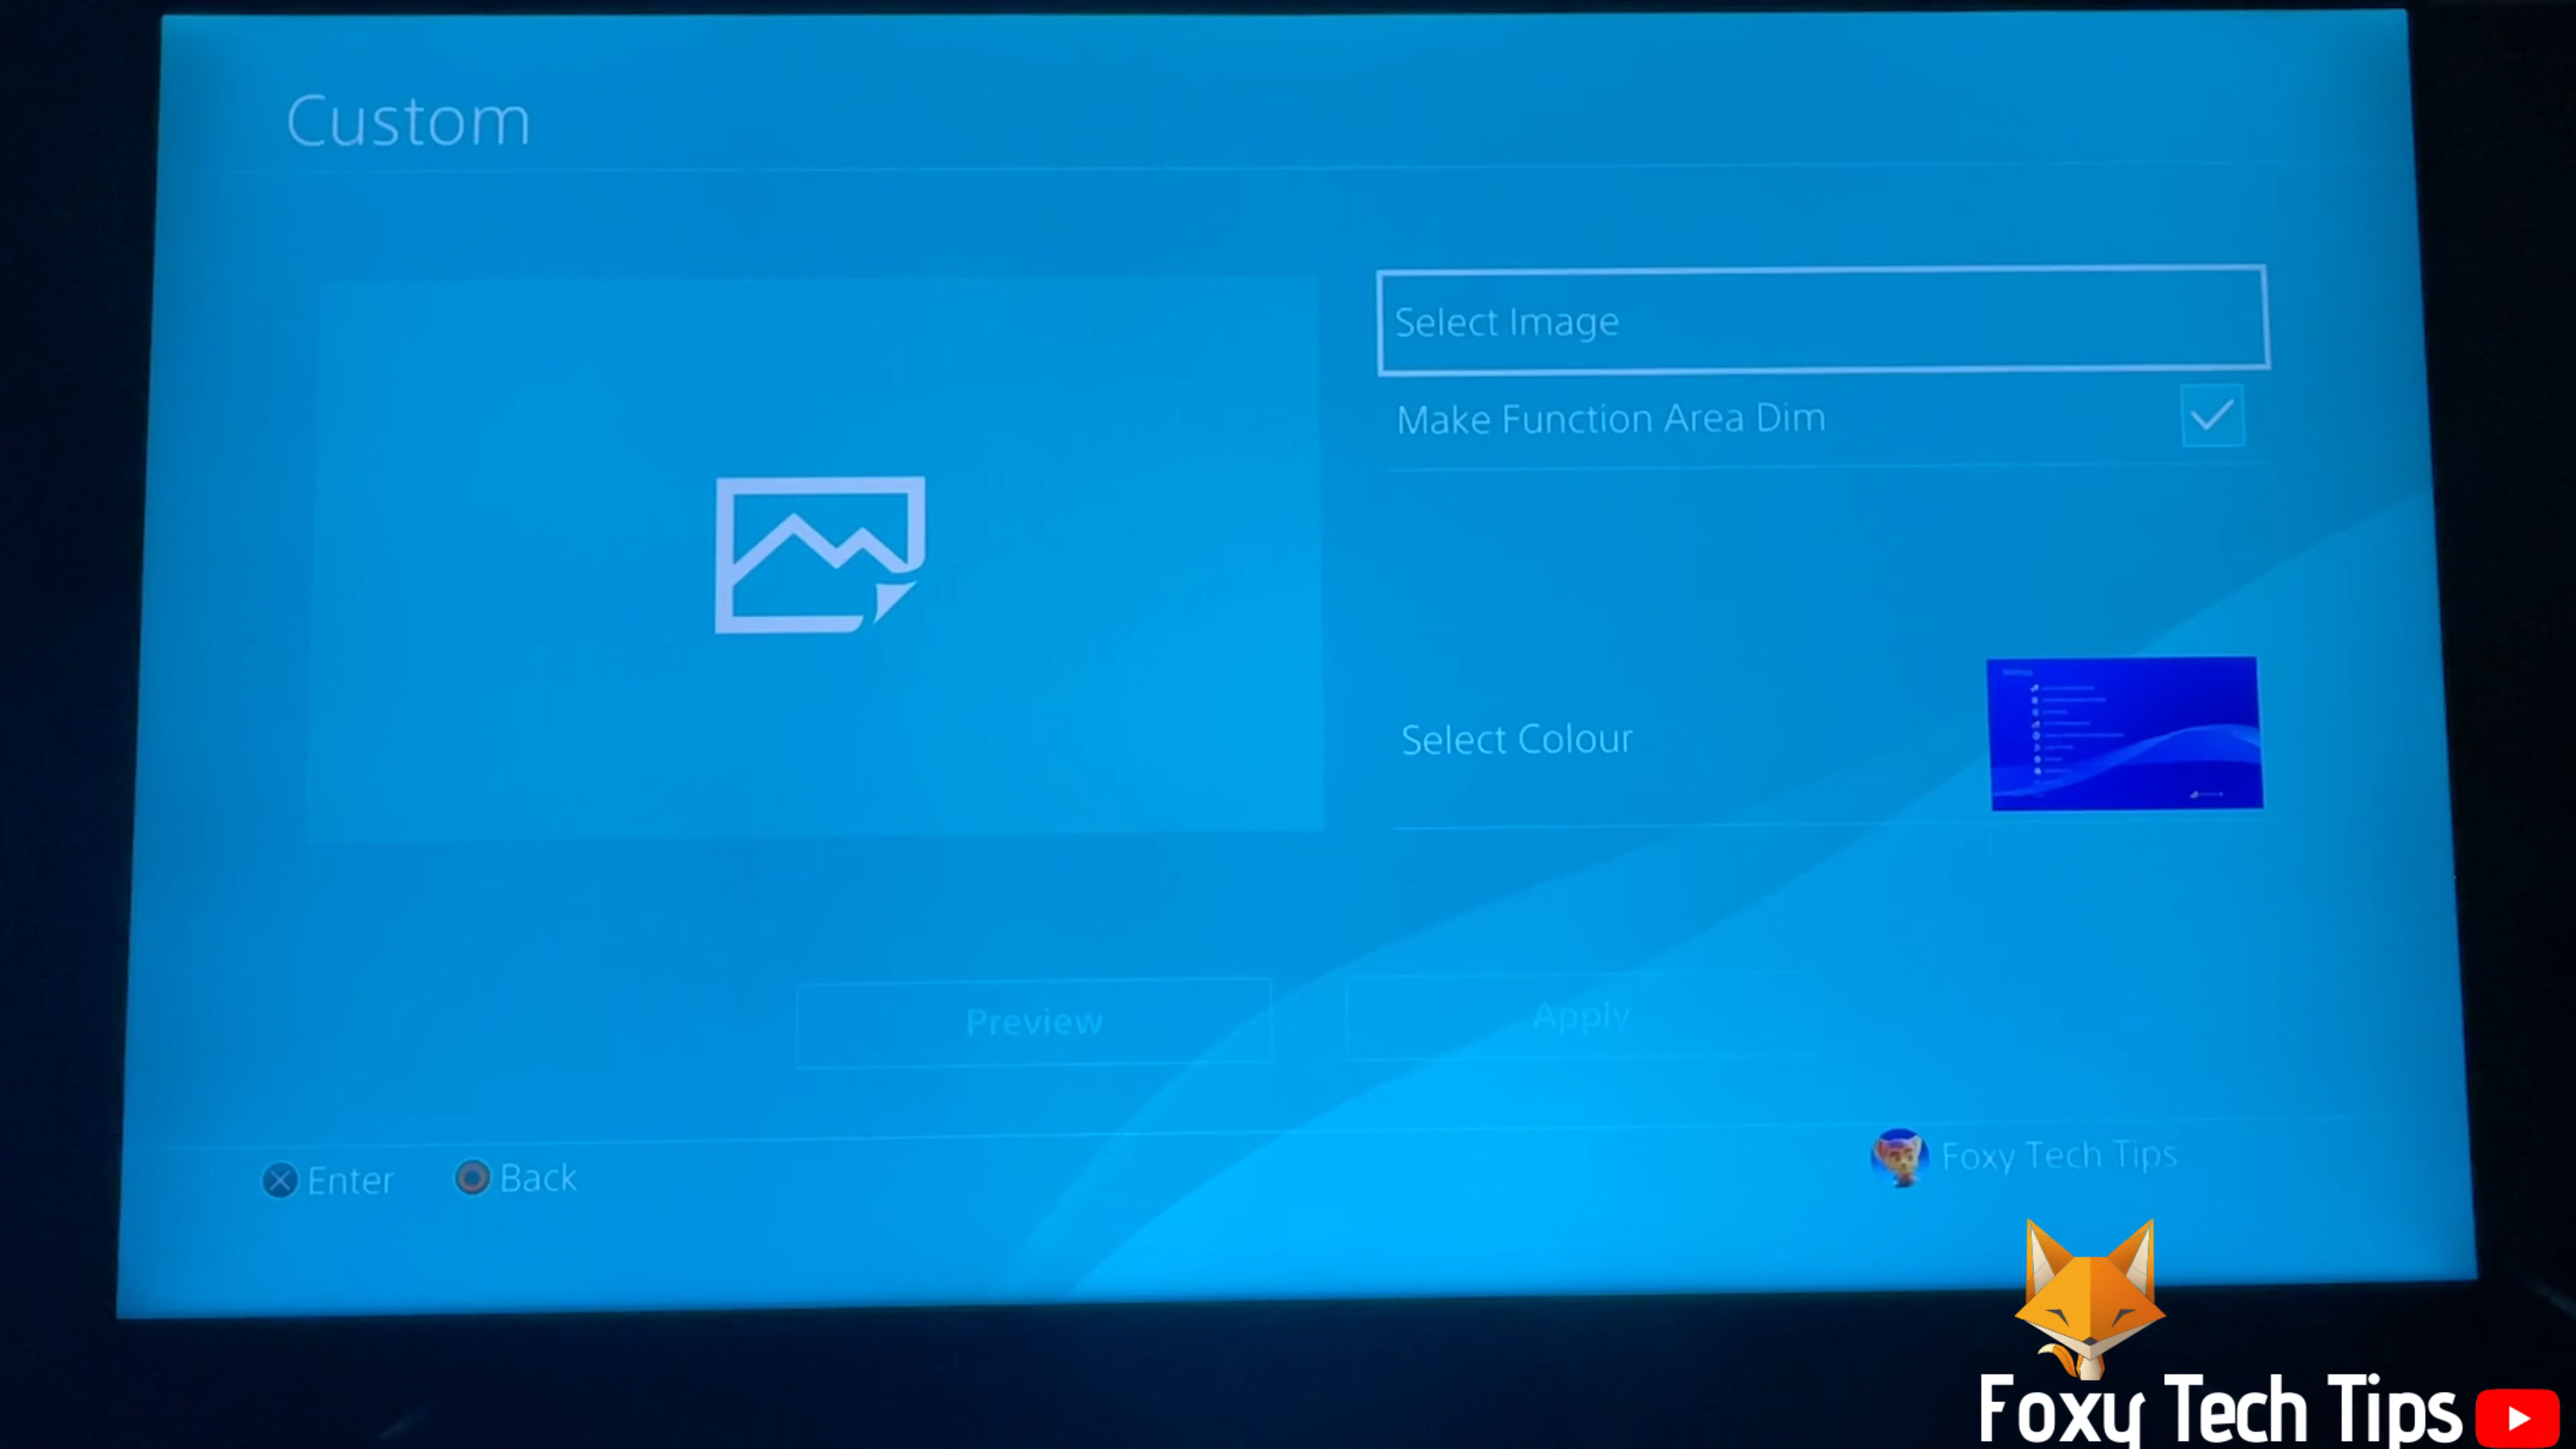 Custom
Select Image
Make Function Area Dim
Select Colour
Preview
Apply
Enter
Back
Foxy Tech Tips
Foxy Tech Tips